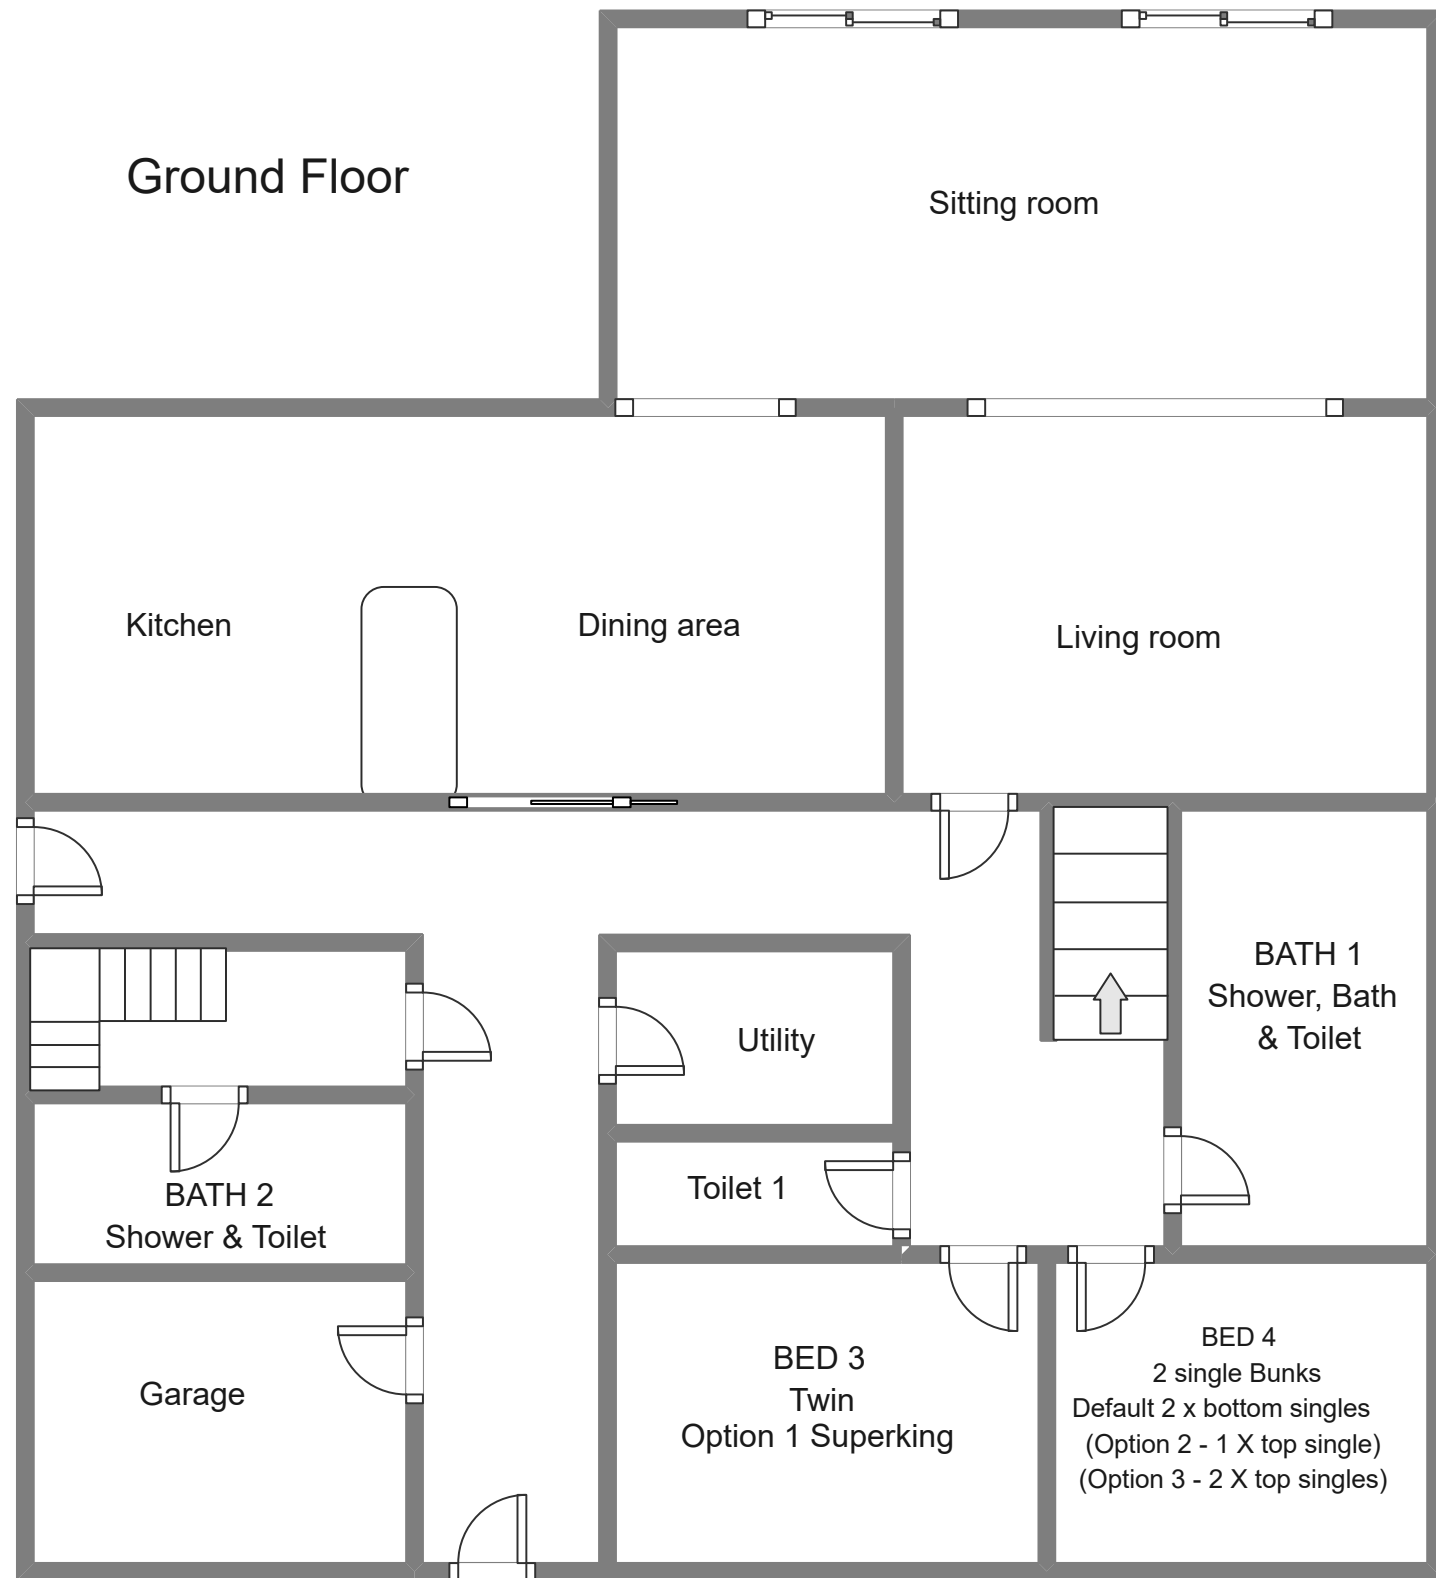 Ground Floor
Sitting room
Kitchen
Dining area
Living room
BATH 1
Shower, Bath
& Toilet
Utility
Toilet 1
BATH 2
Shower & Toilet
Garage
BED 3
Twin
Option 1 Superking
BED 4
2 single Bunks
Default 2 x bottom singles
(Option 2 - 1 X top single)
(Option 3 - 2 X top singles)